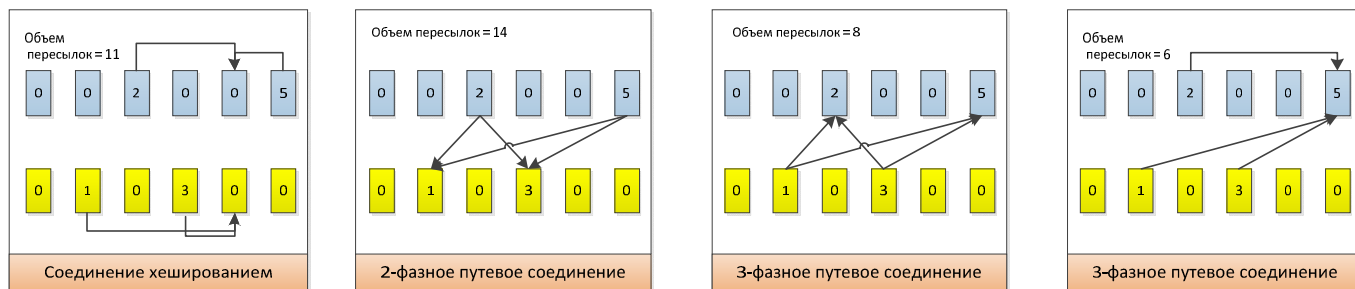 Объем
пересылок=11
0 0 2 0 0 5
0 1 0 3 0 0
Соединение хешированием
Объем пересылок=14
0 0 2 0 0 5
0 1 0 3 0 0
2-фазное путевое соединение
Объем пересылок=8
0 0 2 0 0 5
0 1 0 3 0 0
3-фазное путевое соединение
Объем
пересылок=6
0 0 2 0 0 5
0 1 0 3 0 0
3-фазное путевое соединение